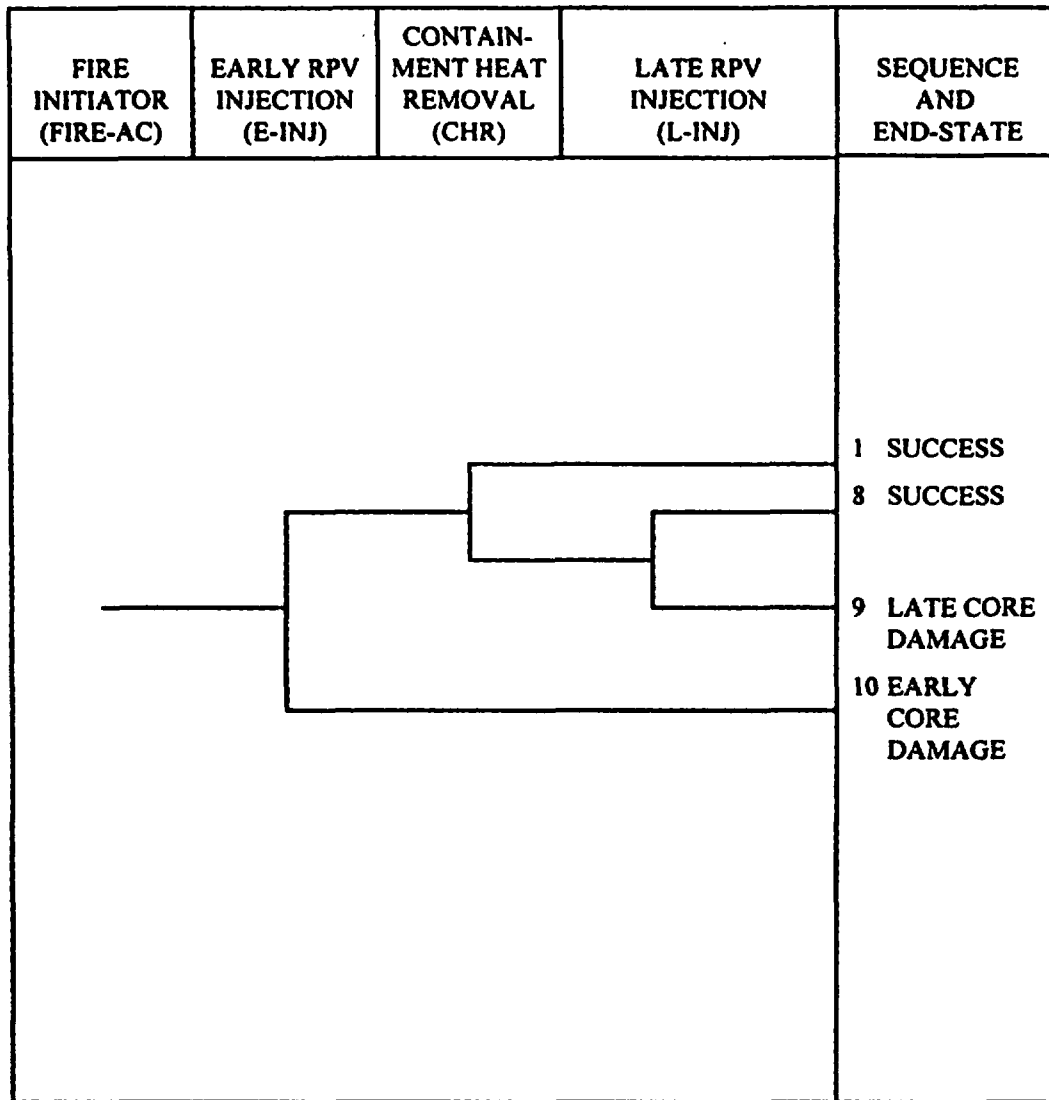 FIRE
INITIATOR
(FIRE-AC)
EARLY RPV
INJECTION
(E-INJ)
CONTAIN-
MENT HEAT
REMOVAL
(CHR)
LATE RPV
INJECTION
(L-INJ)
SEQUENCE
AND
END-STATE
1 SUCCESS
8 SUCCESS
9 LATE CORE
DAMAGE
10 EARLY
CORE
DAMAGE